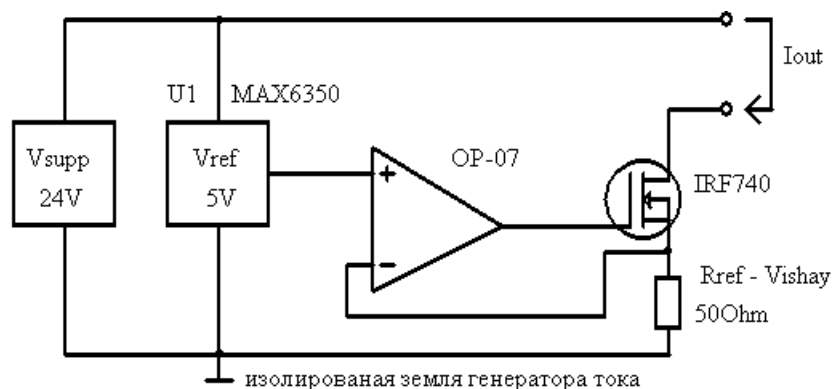 Iout
U1 MAX6350
Vsupp
24V
Vref
5V
+
−
OP-07
IRF740
Rref - Vishay
50Ohm
изолированая земля генератора тока